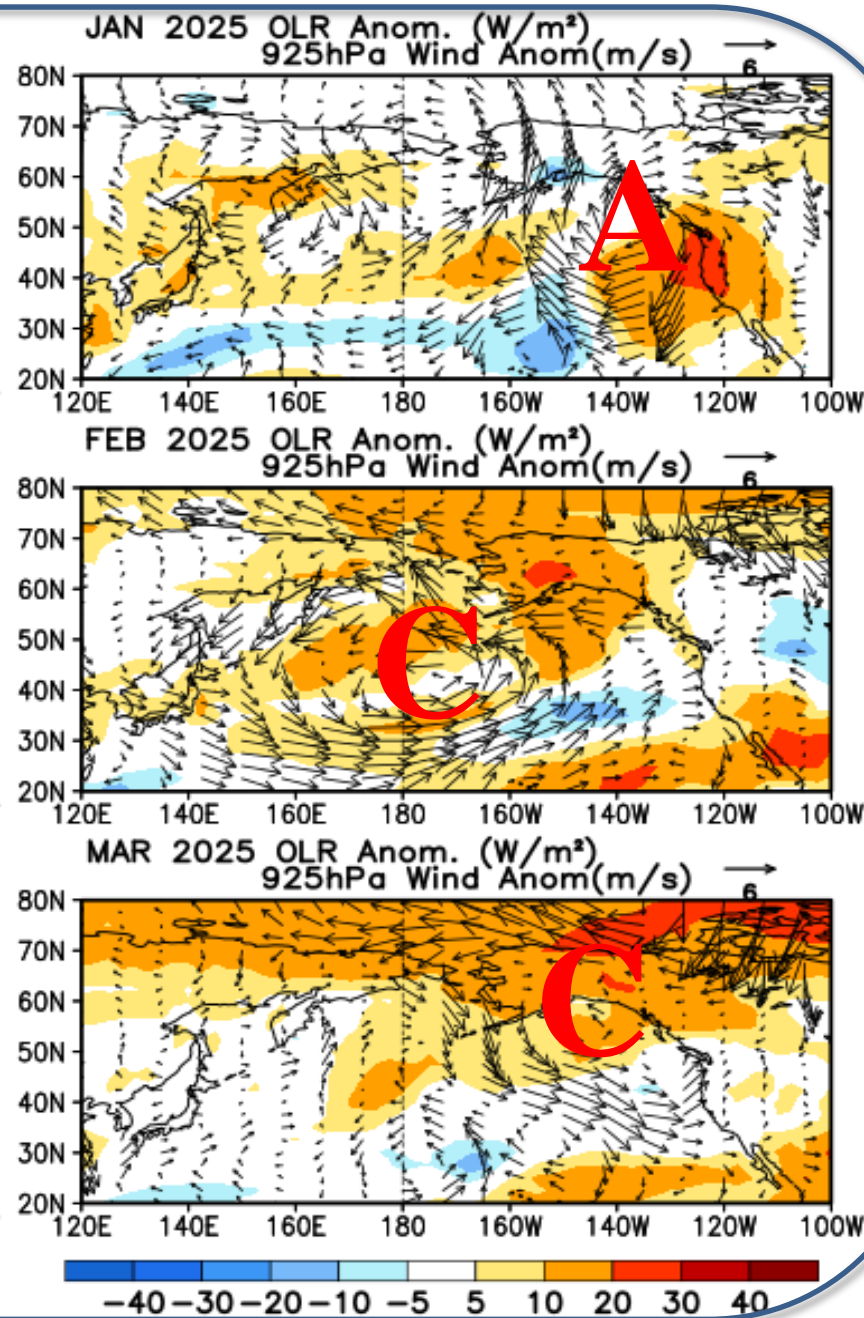 JAN 2025 OLR Anom. (W/m²)
925hPa Wind Anom(m/s)
6
80N
70N
60N
A
50N
40N
30N
20N
120E 140E 160E 180 160W 140W 120W 100W
FEB 2025 OLR Anom. (W/m²)
925hPa Wind Anom(m/s)
6
80N
70N
60N
50N
C
40N
30N
20N
120E 140E 160E 180 160W 140W 120W 100W
MAR 2025 OLR Anom. (W/m²)
925hPa Wind Anom(m/s)
6
80N
70N
60N
C
50N
40N
30N
20N
120E 140E 160E 180 160W 140W 120W 100W
-40 -30 -20 -10 -5 5 10 20 30 40